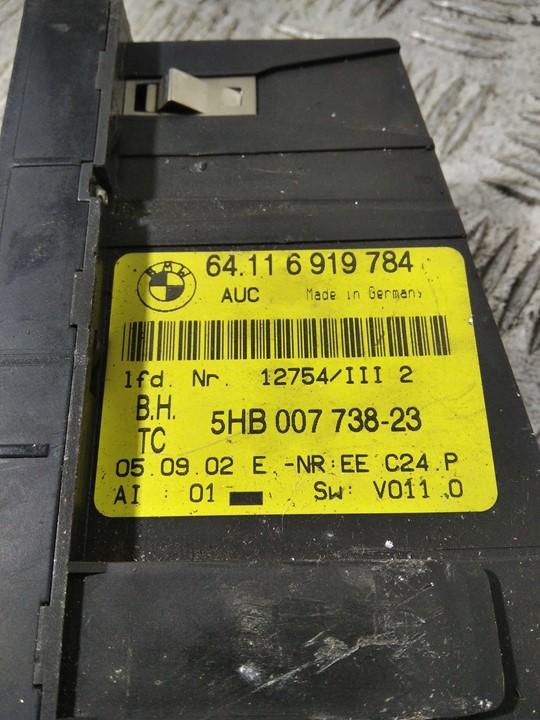 BMW
64.11 6 919 784
AUC Made in Germany
lfd. Nr. 12754/III 2
B.H.
5HB 007 738-23
TC
05.09.02 E.-NR:EE C24.P
AI : 01 SW: V011.0